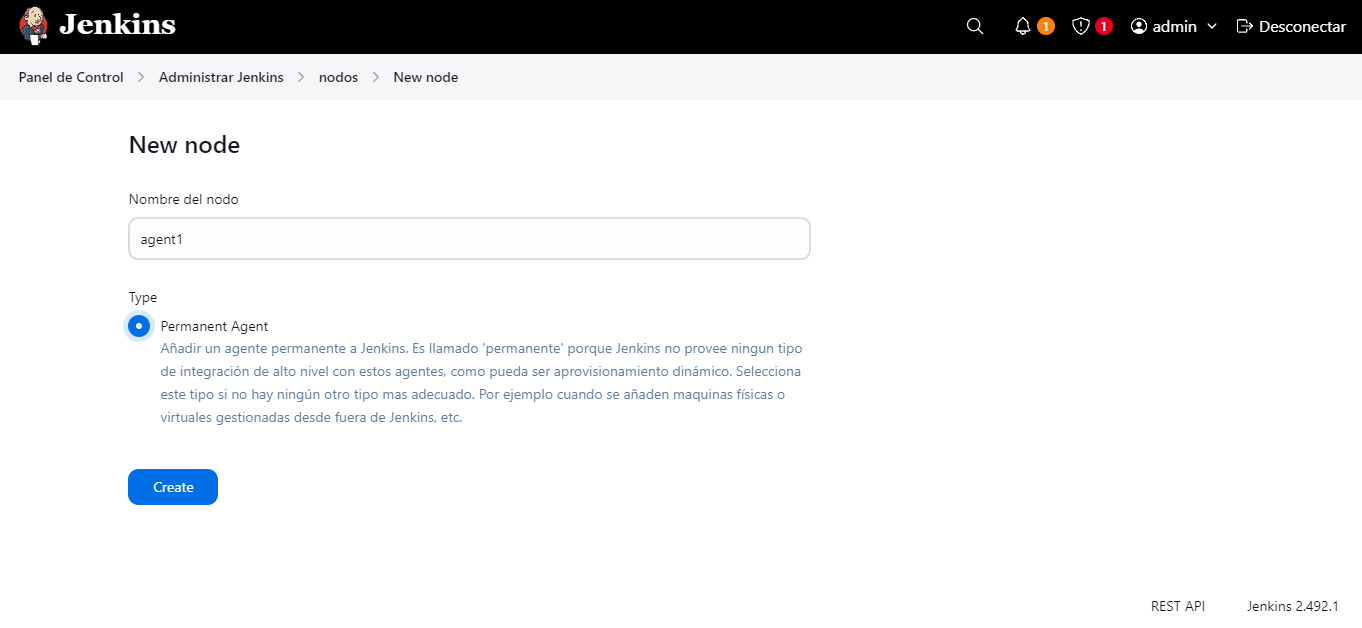 Jenkins
1
1
admin
Desconectar
Panel de Control
Administrar Jenkins
nodos
New node
New node
Nombre del nodo
agent1
Type
Permanent Agent
Añadir un agente permanente a Jenkins. Es llamado 'permanente' porque Jenkins no provee ningun tipo
de integración de alto nivel con estos agentes, como pueda ser aprovisionamiento dinámico. Selecciona
este tipo si no hay ningún otro tipo mas adecuado. Por ejemplo cuando se añaden maquinas físicas o
virtuales gestionadas desde fuera de Jenkins, etc.
Create
REST API
Jenkins 2.492.1